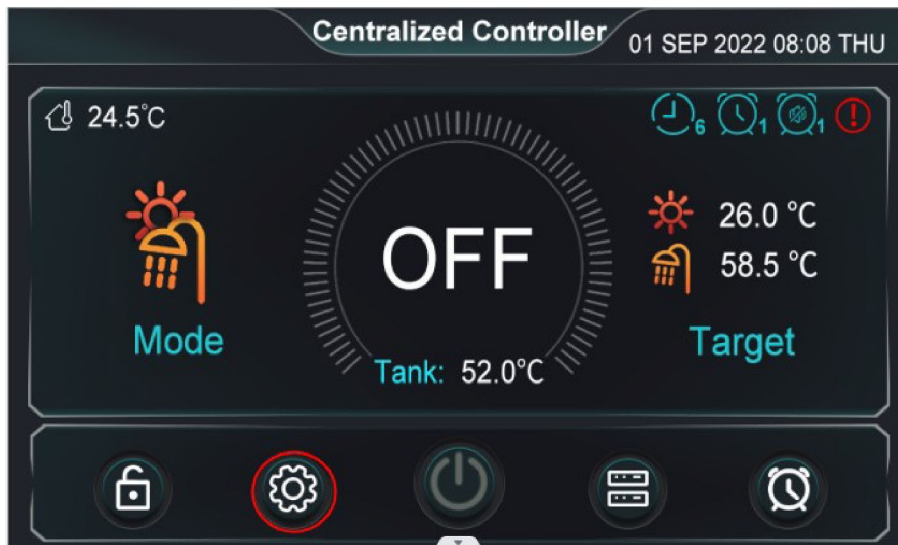 Centralized Controller
01 SEP 2022 08:08 THU
24.5°C
6
1
1
OFF
26.0 °C
58.5 °C
Mode
Target
Tank: 52.0°C